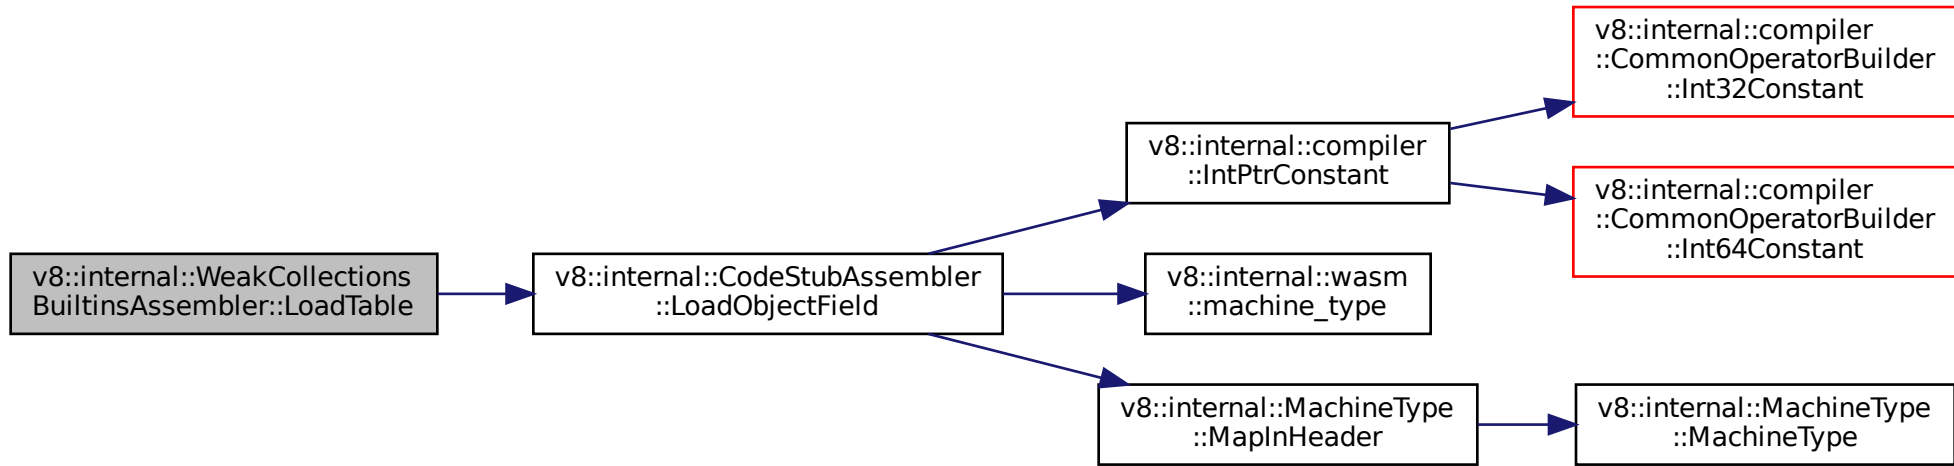 v8::internal::WeakCollections
BuiltinsAssembler::LoadTable
v8::internal::CodeStubAssembler
::LoadObjectField
v8::internal::compiler
::IntPtrConstant
v8::internal::compiler
::CommonOperatorBuilder
::Int32Constant
v8::internal::compiler
::CommonOperatorBuilder
::Int64Constant
v8::internal::wasm
::machine_type
v8::internal::MachineType
::MapInHeader
v8::internal::MachineType
::MachineType